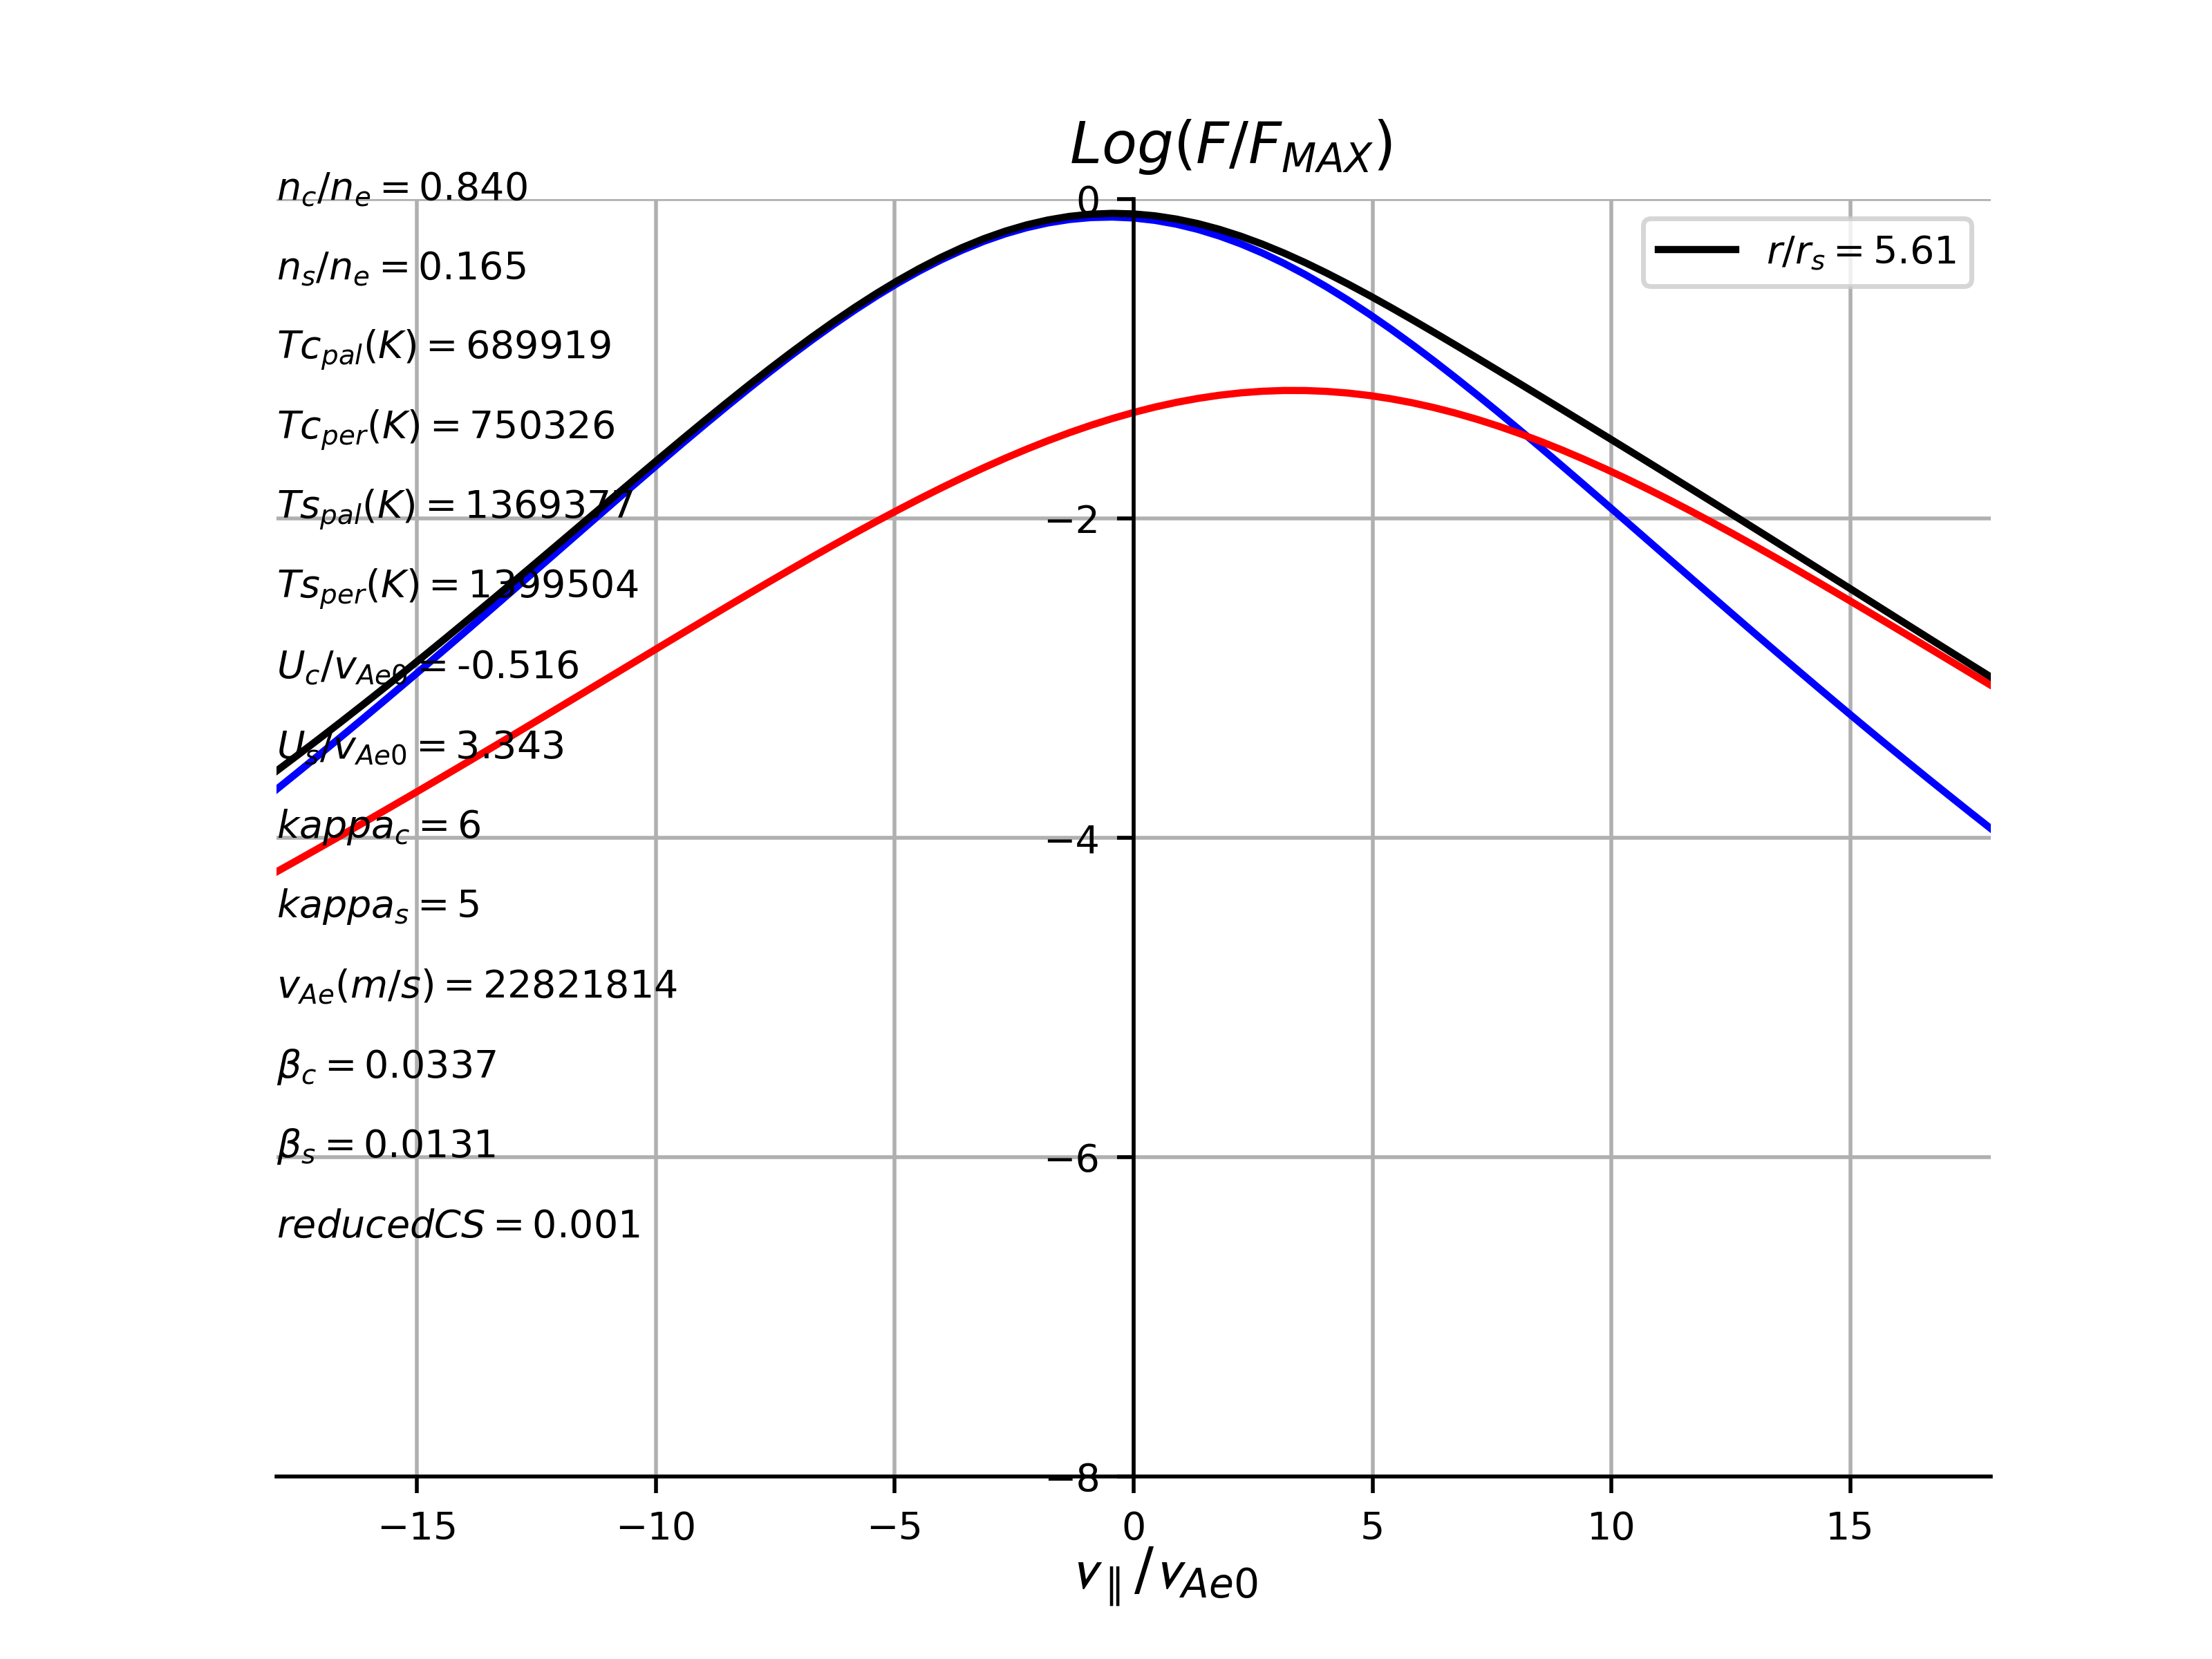 Log(F/F_MAX)
n_c/n_e = 0.840
n_s/n_e = 0.165
Tc_pal(K) = 689919
Tc_per(K) = 750326
Ts_pal(K) = 1369377
Ts_per(K) = 1399504
U_c/v_Ae0 = -0.516
U_s/v_Ae0 = 3.343
kappa_c = 6
kappa_s = 5
v_Ae(m/s) = 22821814
β_c = 0.0337
β_s = 0.0131
reducedCS = 0.001
r/r_s = 5.61
0
−2
−4
−6
−8
−15 −10 −5 0 5 10 15
v_∥/v_Ae0